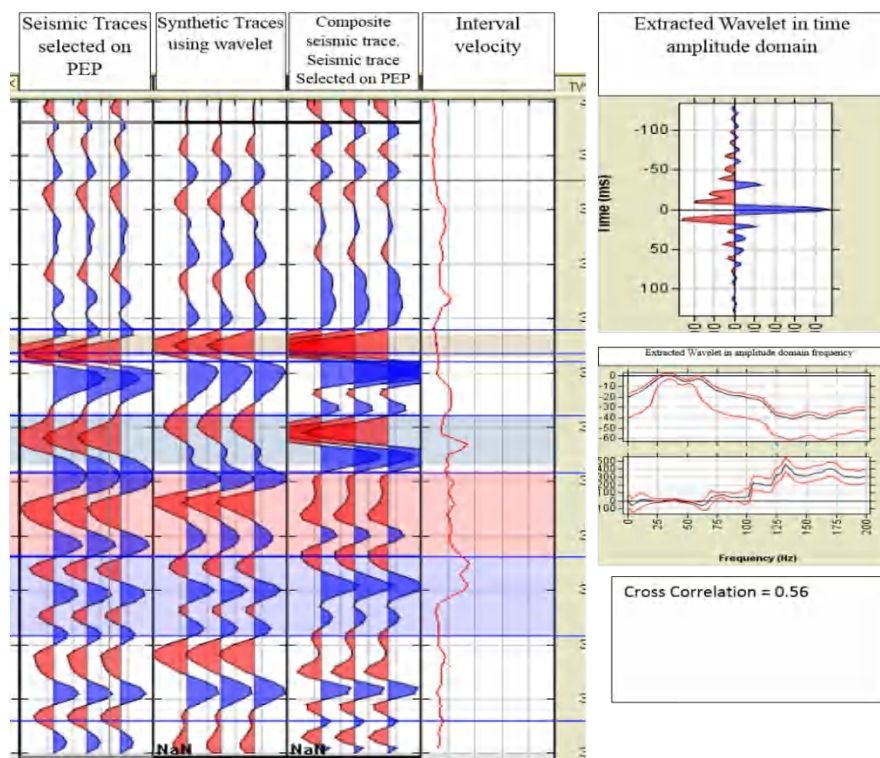 Seismic Traces
selected on
PEP
Synthetic Traces
using wavelet
Composite
seismic trace.
Seismic trace
Selected on PEP
Interval
velocity
Extracted Wavelet in time
amplitude domain
TV
NaN
NaN
Time (ms)
-100
-50
0
50
100
Extracted Wavelet in amplitude domain frequency
0
-10
-20
-30
-40
-50
-60
500
400
300
200
100
0
100
0
25
50
75
100
125
150
175
200
Frequency (Hz)
Cross Correlation = 0.56